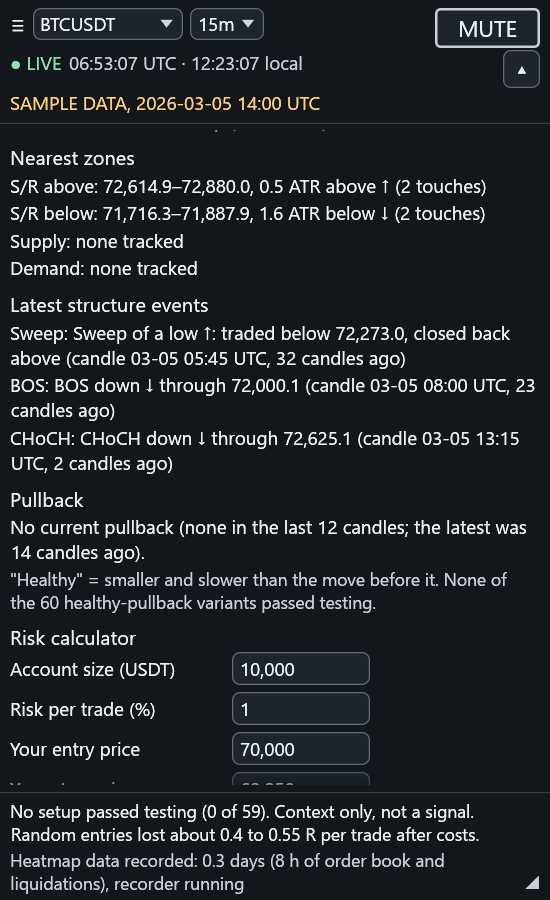 BTCUSDT 15m MUTE
LIVE 06:53:07 UTC · 12:23:07 local
SAMPLE DATA, 2026-03-05 14:00 UTC
Nearest zones
S/R above: 72,614.9–72,880.0, 0.5 ATR above ↑ (2 touches)
S/R below: 71,716.3–71,887.9, 1.6 ATR below ↓ (2 touches)
Supply: none tracked
Demand: none tracked
Latest structure events
Sweep: Sweep of a low ↑: traded below 72,273.0, closed back
above (candle 03-05 05:45 UTC, 32 candles ago)
BOS: BOS down ↓ through 72,000.1 (candle 03-05 08:00 UTC, 23
candles ago)
CHoCH: CHoCH down ↓ through 72,625.1 (candle 03-05 13:15
UTC, 2 candles ago)
Pullback
No current pullback (none in the last 12 candles; the latest was
14 candles ago).
"Healthy" = smaller and slower than the move before it. None of
the 60 healthy-pullback variants passed testing.
Risk calculator
Account size (USDT) 10,000
Risk per trade (%) 1
Your entry price 70,000
No setup passed testing (0 of 59). Context only, not a signal.
Random entries lost about 0.4 to 0.55 R per trade after costs.
Heatmap data recorded: 0.3 days (8 h of order book and
liquidations), recorder running